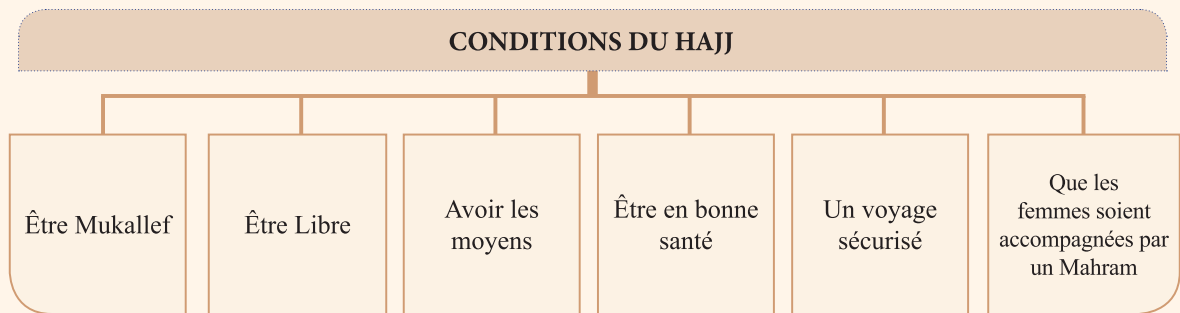 CONDITIONS DU HAJJ
Être Mukallef
Être Libre
Avoir les
moyens
Être en bonne
santé
Un voyage
sécurisé
Que les
femmes soient
accompagnées par
un Mahram